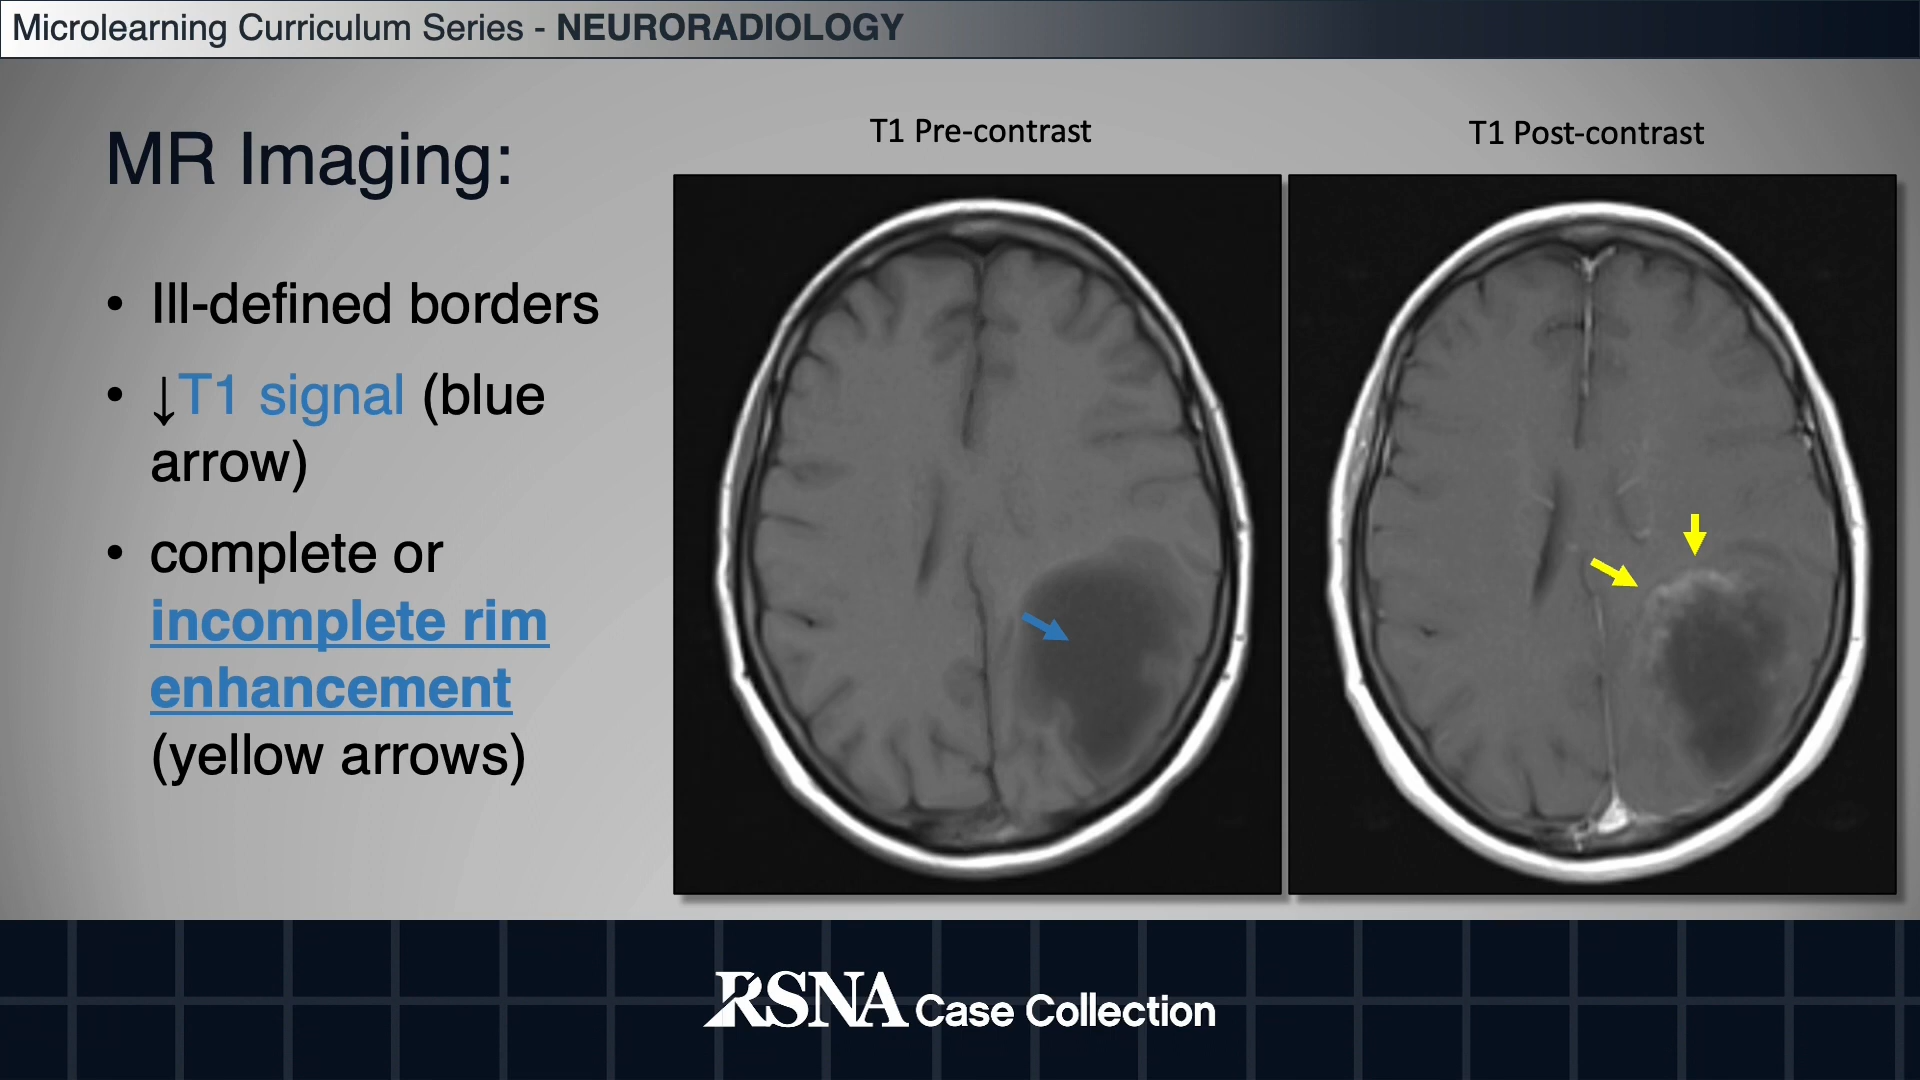 Microlearning Curriculum Series - NEURORADIOLOGY
MR Imaging:
• Ill-defined borders
• ↓T1 signal (blue
arrow)
• complete or
incomplete rim
enhancement
(yellow arrows)
T1 Pre-contrast
T1 Post-contrast
RSNA Case Collection